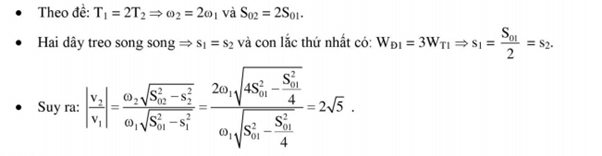 • Theo đề: T₁ = 2T₂ ⇒ ω₂ = 2ω₁ và S₀₂ = 2S₀₁.
• Hai dây treo song song ⇒ s₁ = s₂ và con lắc thứ nhất có: W_Đ1 = 3W_T1 ⇒ s₁ = S₀₁/2 = s₂.
• Suy ra: |v₂/v₁| = ω₂√(S₀₂² – s₂²) / ω₁√(S₀₁² – s₁²) = 2ω₁√(4S₀₁² – S₀₁²/4) / ω₁√(S₀₁² – S₀₁²/4) = 2√5 .